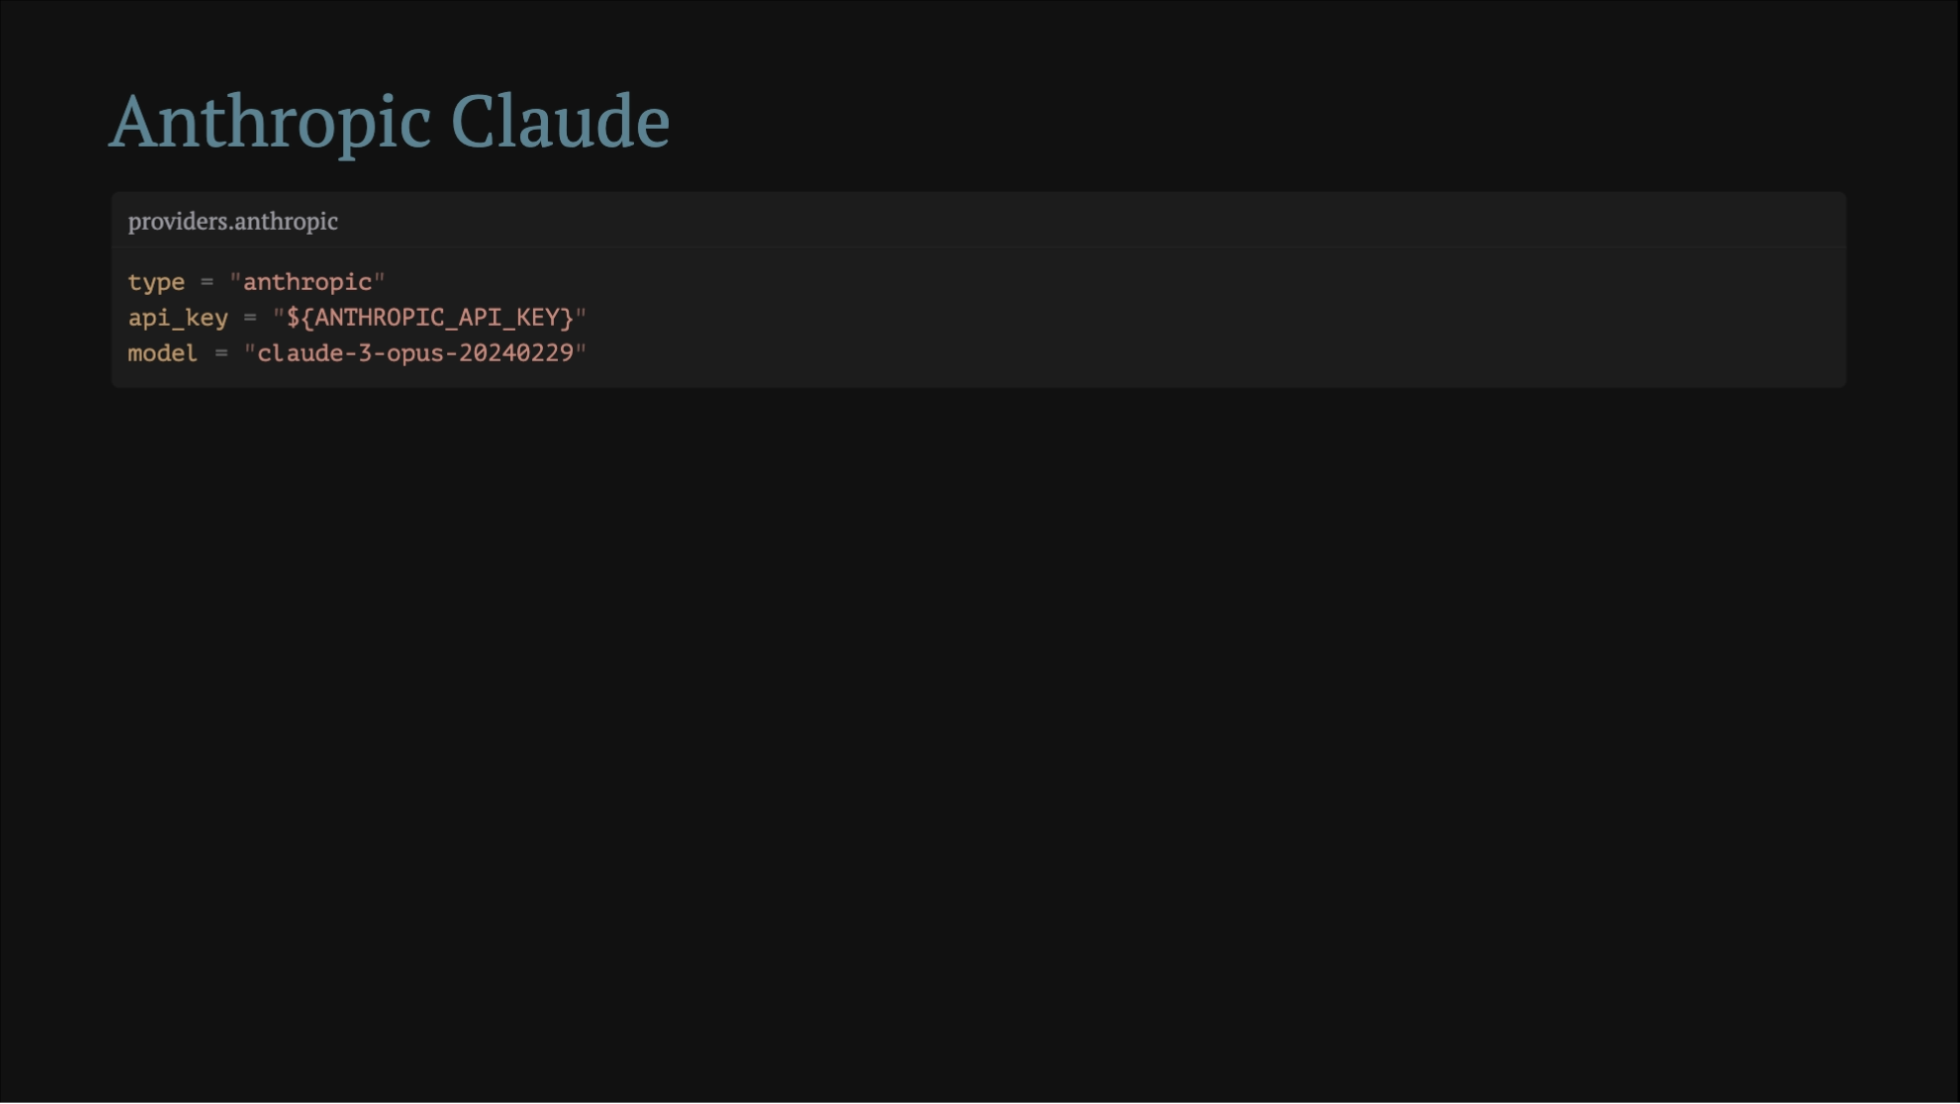 Anthropic Claude
providers.anthropic
type = "anthropic"
api_key = "${ANTHROPIC_API_KEY}"
model = "claude-3-opus-20240229"